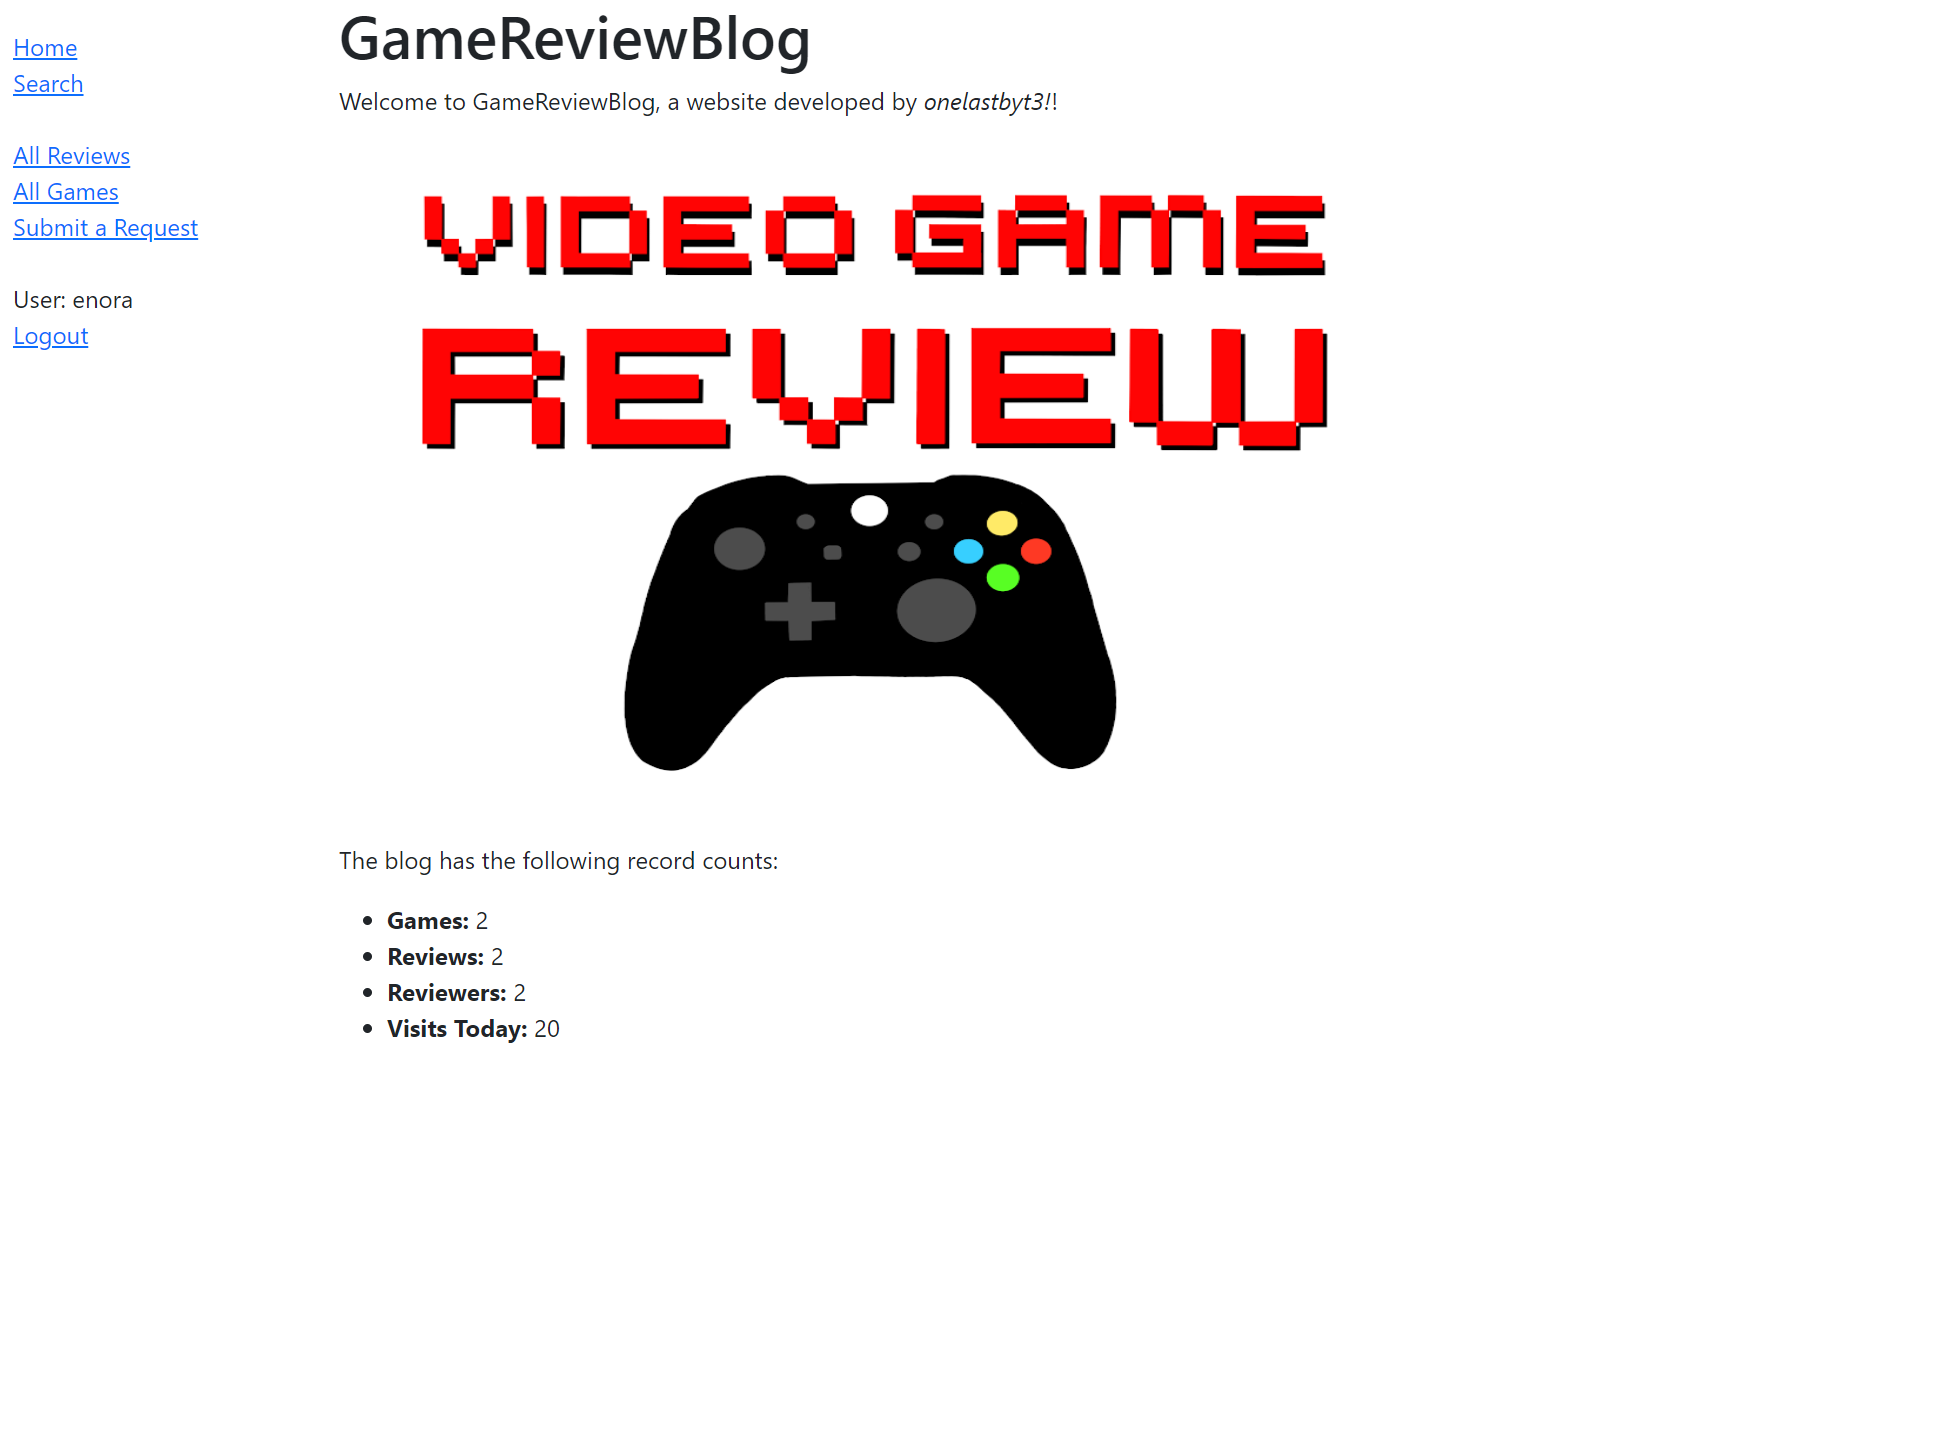 Home
Search
All Reviews
All Games
Submit a Request
User: enora
Logout
GameReviewBlog
Welcome to GameReviewBlog, a website developed by onelastbyt3!!
VIDEO GAME
REVIEW
The blog has the following record counts:
Games: 2
Reviews: 2
Reviewers: 2
Visits Today: 20